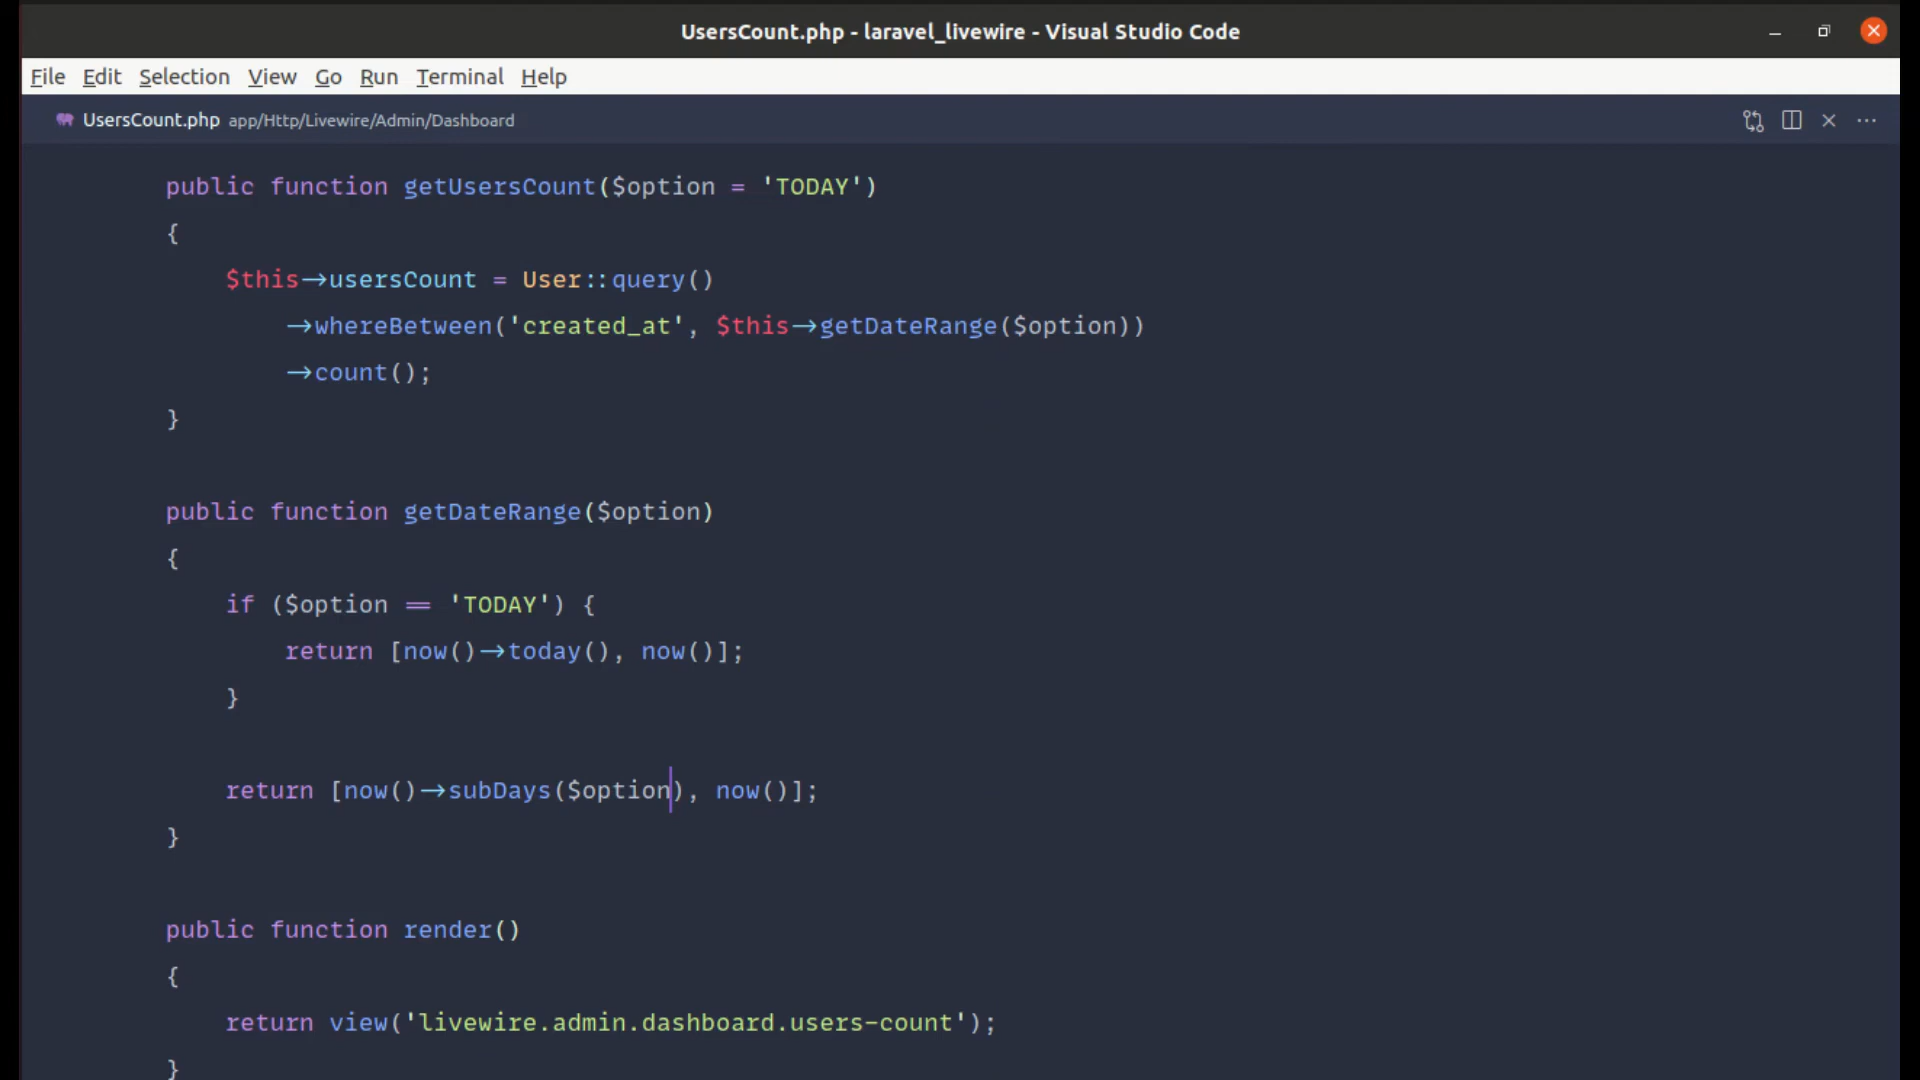 UsersCount.php - laravel_livewire - Visual Studio Code
File Edit Selection View Go Run Terminal Help
UsersCount.php app/Http/Livewire/Admin/Dashboard
public function getUsersCount($option = 'TODAY')
{
$this->usersCount = User::query()
->whereBetween('created_at', $this->getDateRange($option))
->count();
}
public function getDateRange($option)
{
if ($option == 'TODAY') {
return [now()->today(), now()];
}
return [now()->subDays($option), now()];
}
public function render()
{
return view('livewire.admin.dashboard.users-count');
}